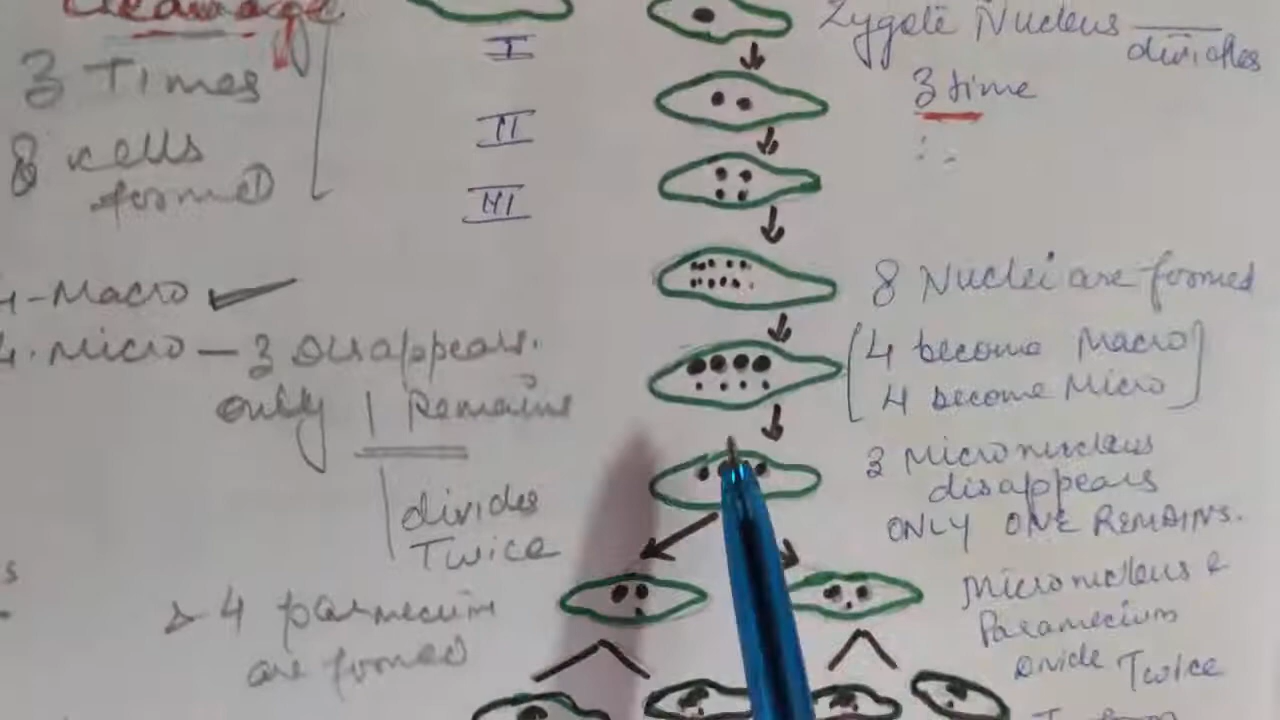 Cleavage
3 Times
8 cells
formed
I
II
III
4-Macro
4. Micro — 3 Disappears.
only 1 Remains
divides
Twice
4 paramecium
are formed
s
Zygote Nucleus
divides
3 time
8 Nuclei are formed
4 become Macro
4 become Micro
3 Micronucleus
disappears
ONLY ONE REMAINS.
Micronucleus &
Paramecium
Divide Twice